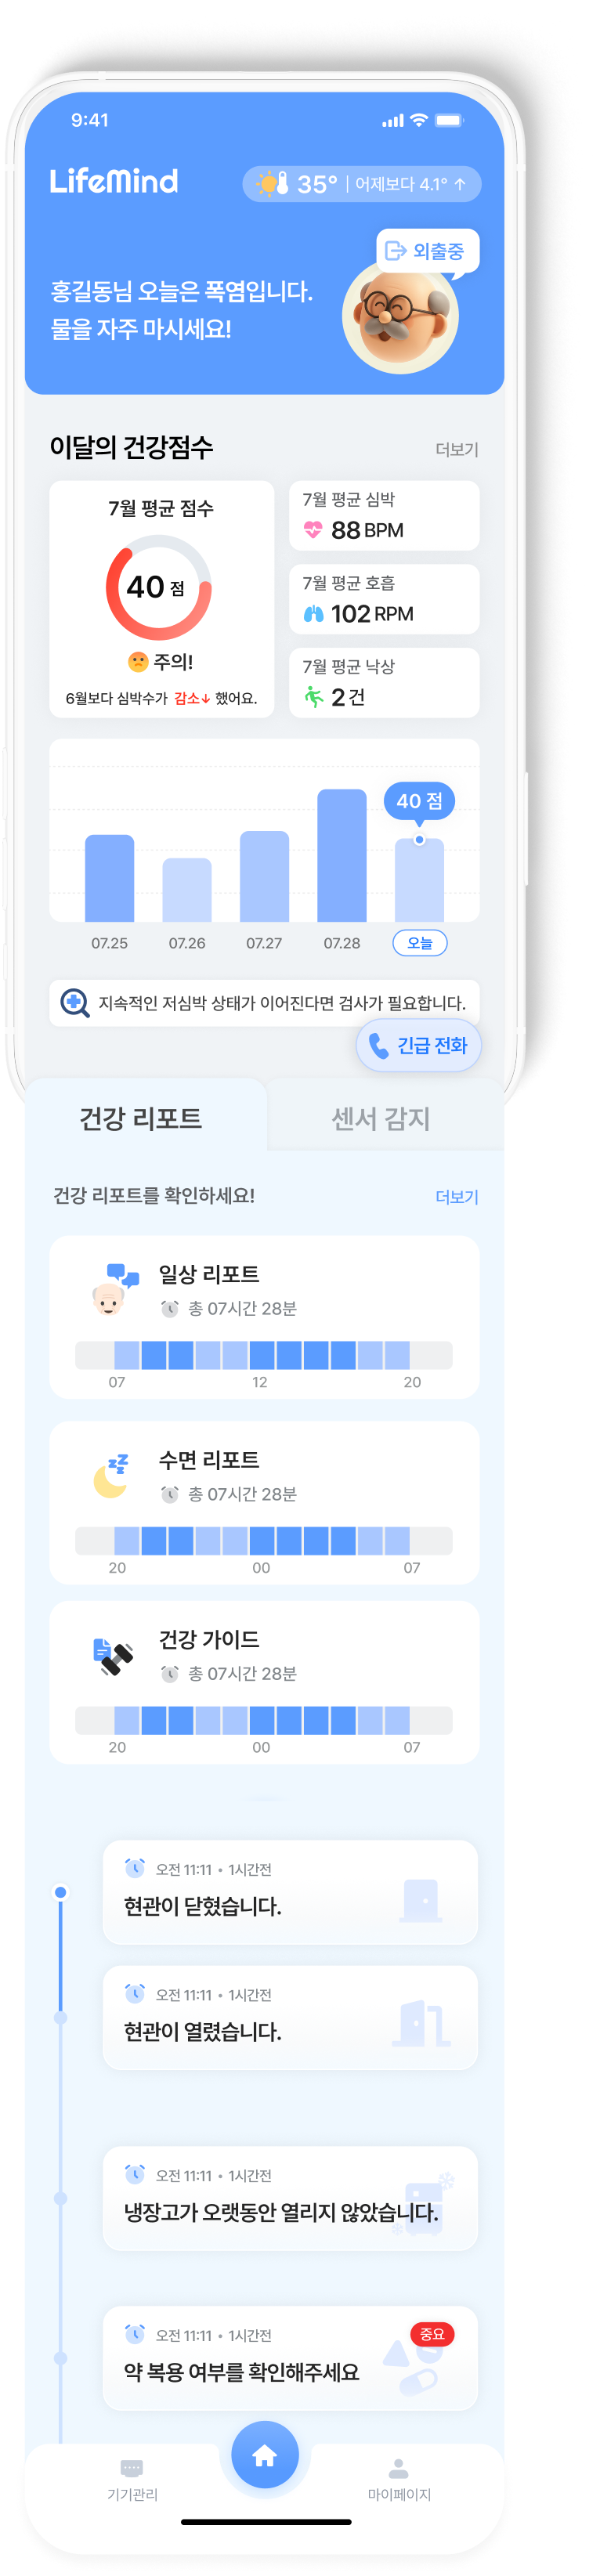 9:41
LifeMind
35° | 어제보다 4.1° ↑
외출중
홍길동님 오늘은 폭염입니다.
물을 자주 마시세요!
이달의 건강점수
더보기
7월 평균 점수
40 점
주의!
6월보다 심박수가 감소↓ 했어요.
7월 평균 심박
88 BPM
7월 평균 호흡
102 RPM
7월 평균 낙상
2 건
40 점
07.25 07.26 07.27 07.28 오늘
지속적인 저심박 상태가 이어진다면 검사가 필요합니다.
긴급 전화
건강 리포트
센서 감지
건강 리포트를 확인하세요!
더보기
일상 리포트
총 07시간 28분
07 12 20
zzz
수면 리포트
총 07시간 28분
20 00 07
건강 가이드
총 07시간 28분
20 00 07
오전 11:11 • 1시간전
현관이 닫혔습니다.
오전 11:11 • 1시간전
현관이 열렸습니다.
오전 11:11 • 1시간전
냉장고가 오랫동안 열리지 않았습니다.
오전 11:11 • 1시간전
중요
약 복용 여부를 확인해주세요
기기관리
마이페이지